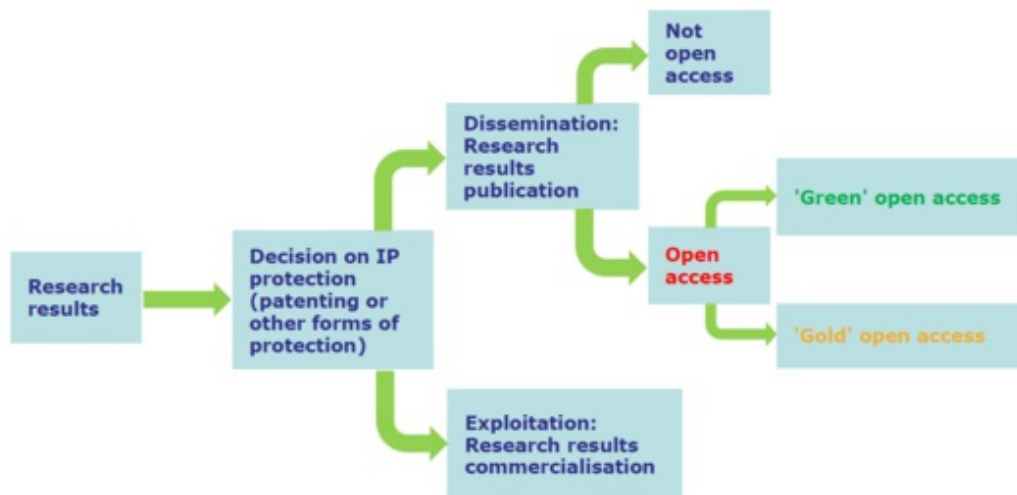 Research
results
Decision on IP
protection
(patenting or
other forms of
protection)
Dissemination:
Research
results
publication
Not
open
access
Open
access
'Green' open access
'Gold' open access
Exploitation:
Research results
commercialisation